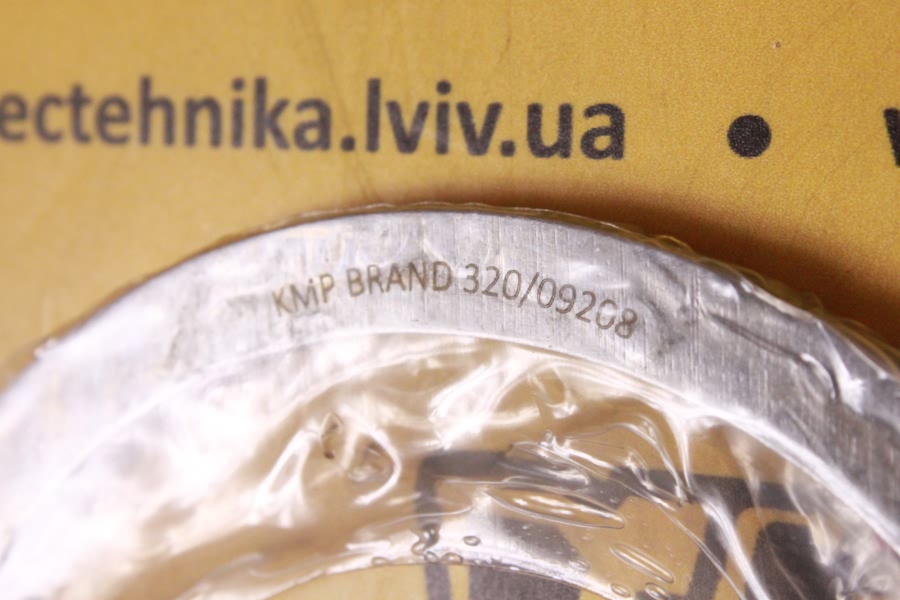 ectehnika.lviv.ua •
KMP BRAND 320/09208